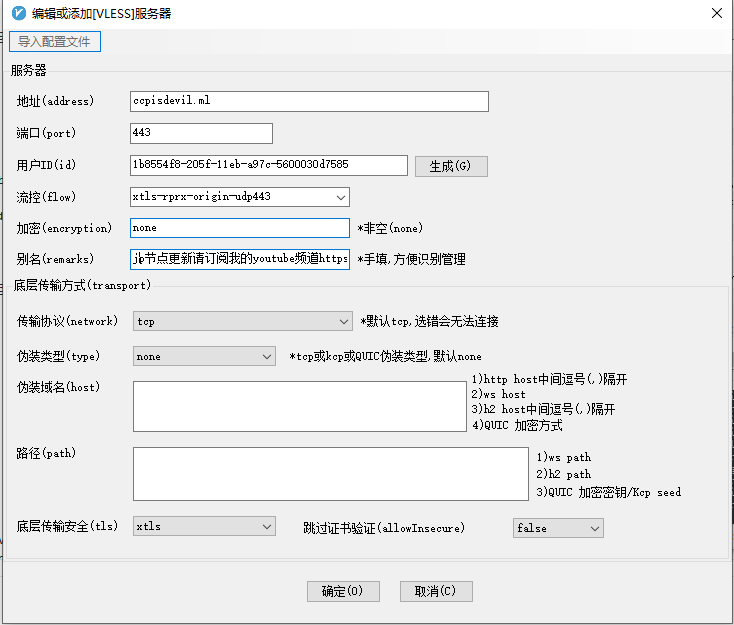 编辑或添加[VLESS]服务器
导入配置文件
服务器
地址(address) ccpisdevil.ml
端口(port) 443
用户ID(id) 1b8554f8-205f-11eb-a97c-5600030d7585 生成(G)
流控(flow) xtls-rprx-origin-udp443
加密(encryption) none *非空(none)
别名(remarks) 节点更新请订阅我的youtube频道https *手填,方便识别管理
底层传输方式(transport)
传输协议(network) tcp *默认tcp,选错会无法连接
伪装类型(type) none *tcp或kcp或QUIC伪装类型,默认none
伪装域名(host) 1)http host中间逗号(,)隔开
2)ws host
3)h2 host中间逗号(,)隔开
4)QUIC 加密方式
路径(path) 1)ws path
2)h2 path
3)QUIC 加密密钥/Kcp seed
底层传输安全(tls) xtls 跳过证书验证(allowInsecure) false
确定(O) 取消(C)